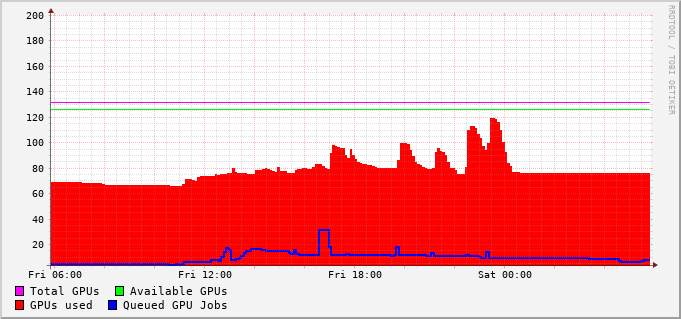 200
180
160
140
120
100
80
60
40
20
Fri 06:00 Fri 12:00 Fri 18:00 Sat 00:00
Total GPUs Available GPUs
GPUs used Queued GPU Jobs
RRDTOOL / TOBI OETIKER